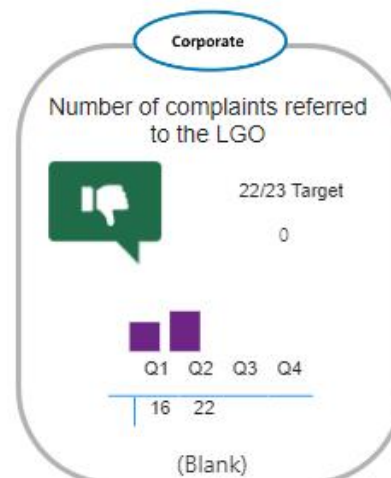 Corporate
Number of complaints referred
to the LGO
22/23 Target
0
Q1 Q2 Q3 Q4
16 22
(Blank)